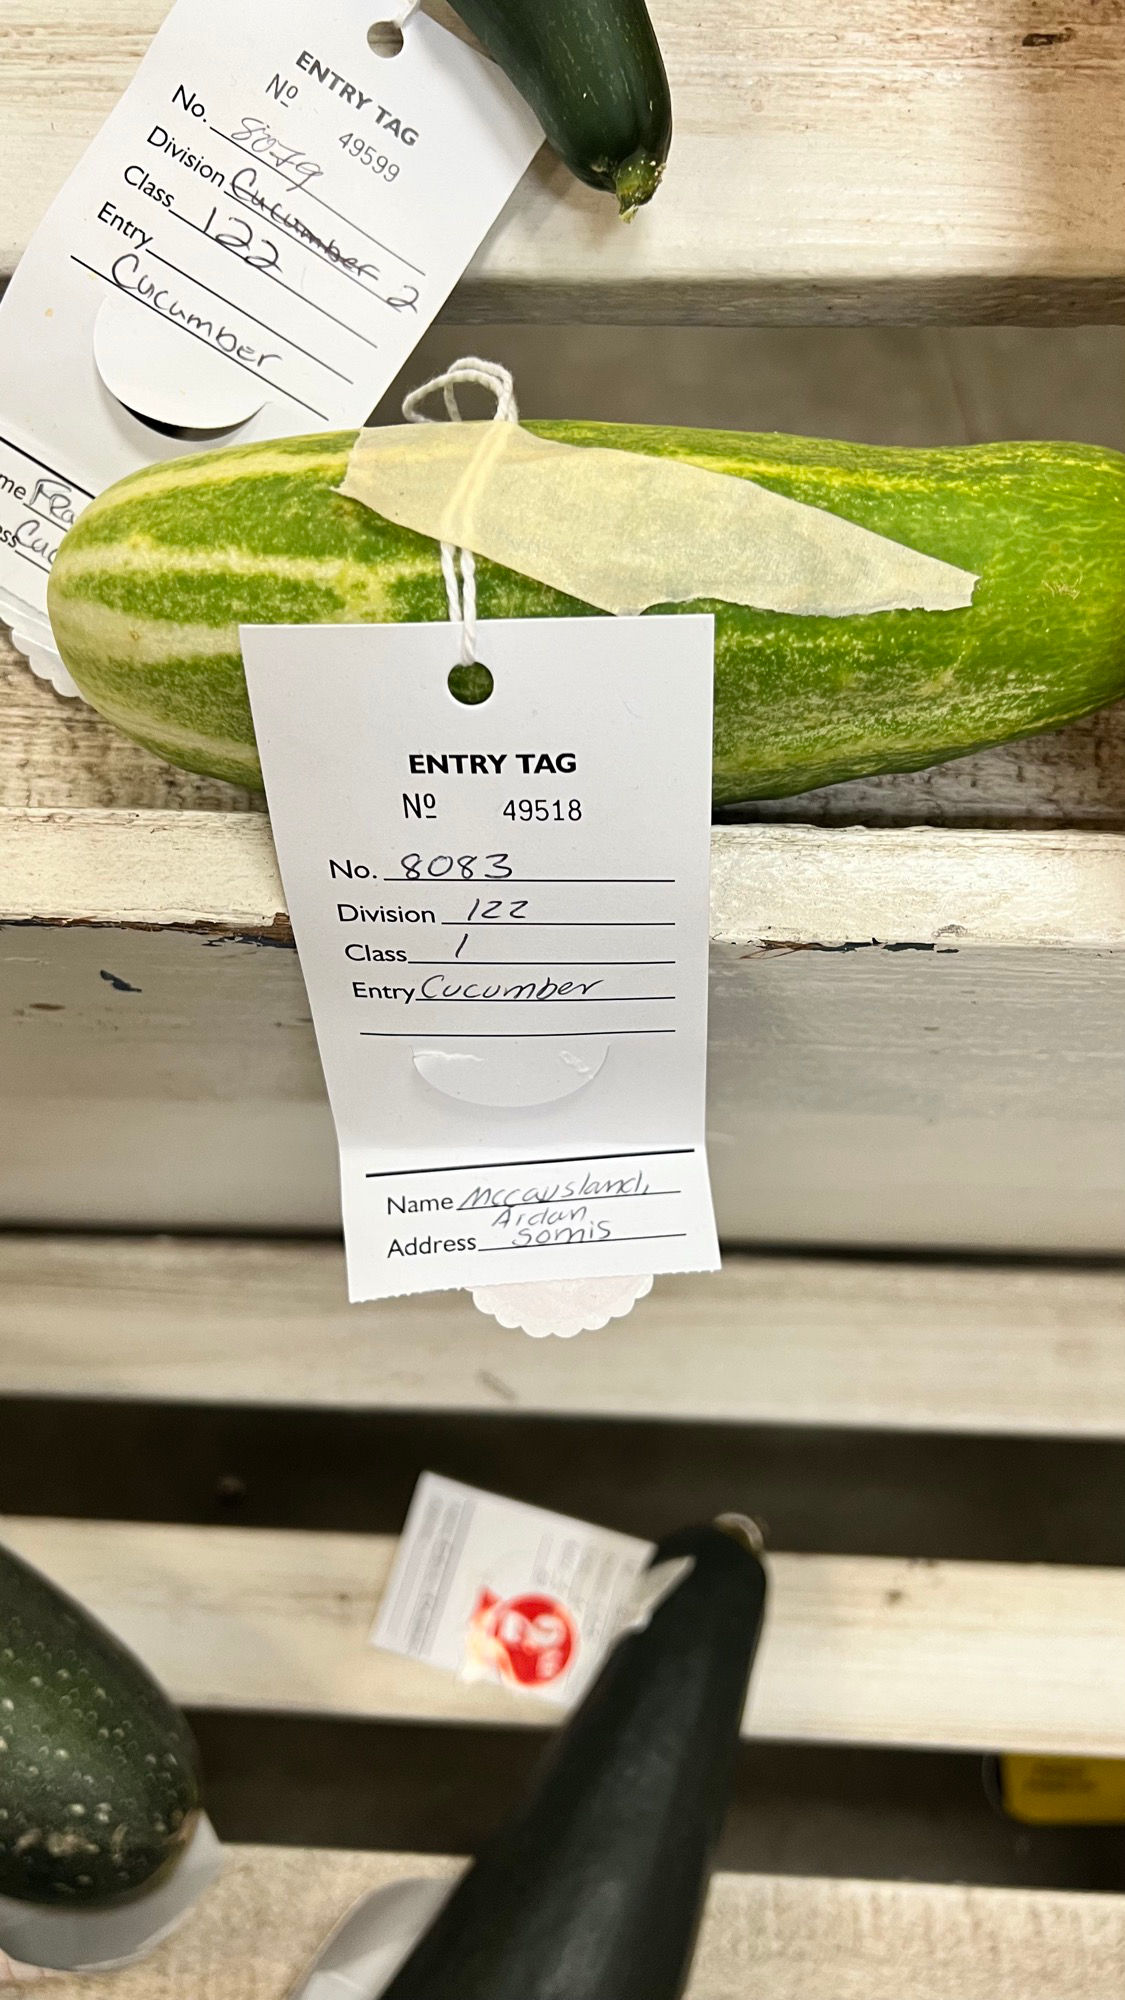 ENTRY TAG
Nº 49599
No. 8079
Division Cucumber 2
Class 122
Entry
Cucumber
ENTRY TAG
Nº 49518
No. 8083
Division 122
Class 1
Entry Cucumber
Name Mccausland,
Ardan
Address Somis